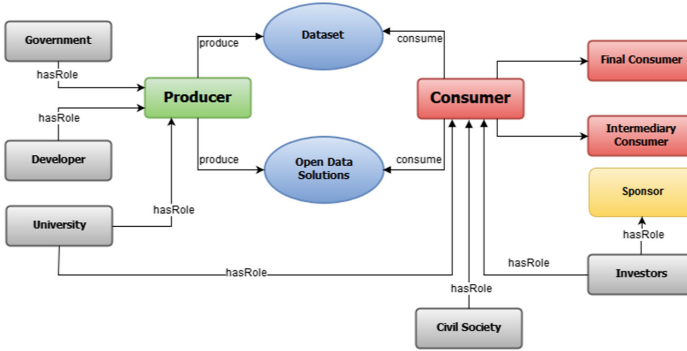 Government
hasRole
produce
Dataset
consume
Final Consumer
Producer
Consumer
hasRole
Developer
Intermediary
Consumer
produce
Open Data
Solutions
consume
Sponsor
University
hasRole
hasRole
hasRole
hasRole
Investors
hasRole
Civil Society